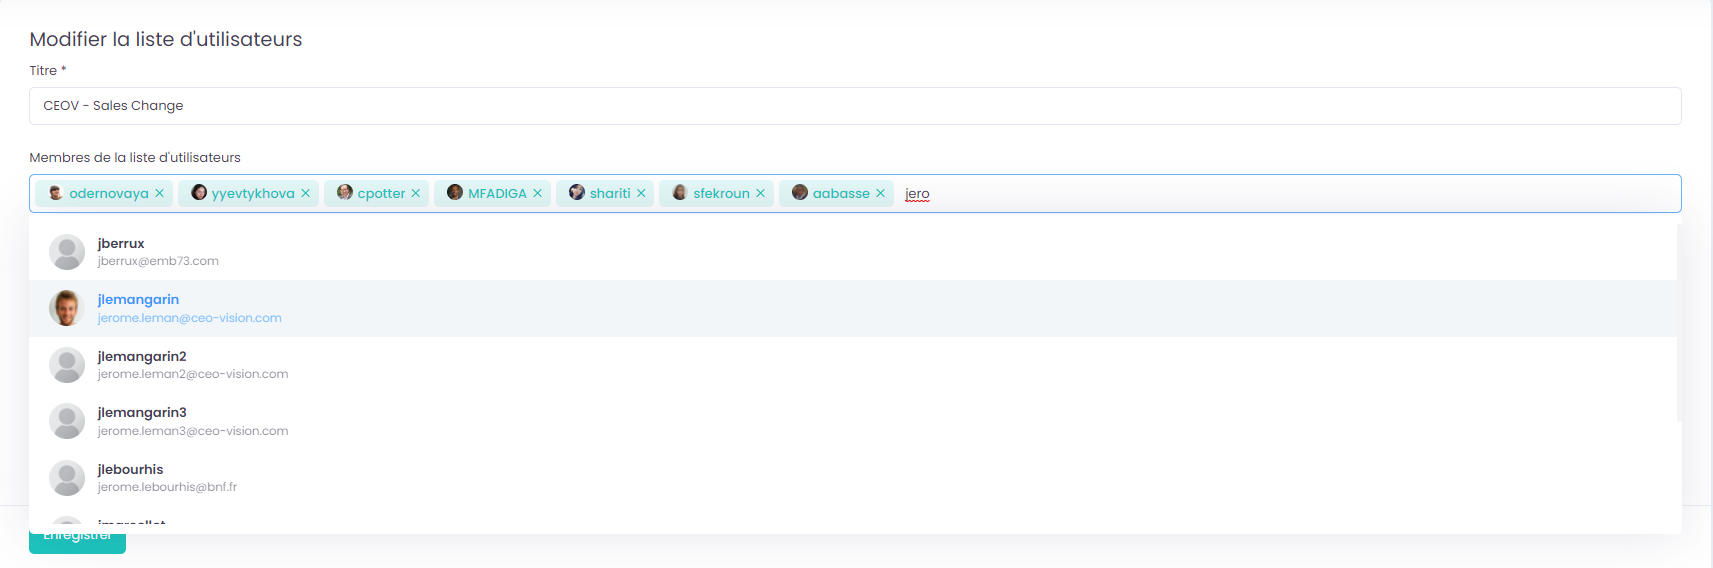 Modifier la liste d'utilisateurs
Titre *
CEOV - Sales Change
Membres de la liste d'utilisateurs
odernovaya × yyevtykhova × cpotter × MFADIGA × shariti × sfekroun × aabasse × jero
jberrux
jberrux@emb73.com
jlemangarin
jerome.leman@ceo-vision.com
jlemangarin2
jerome.leman2@ceo-vision.com
jlemangarin3
jerome.leman3@ceo-vision.com
jlebourhis
jerome.lebourhis@bnf.fr
Enregistrer